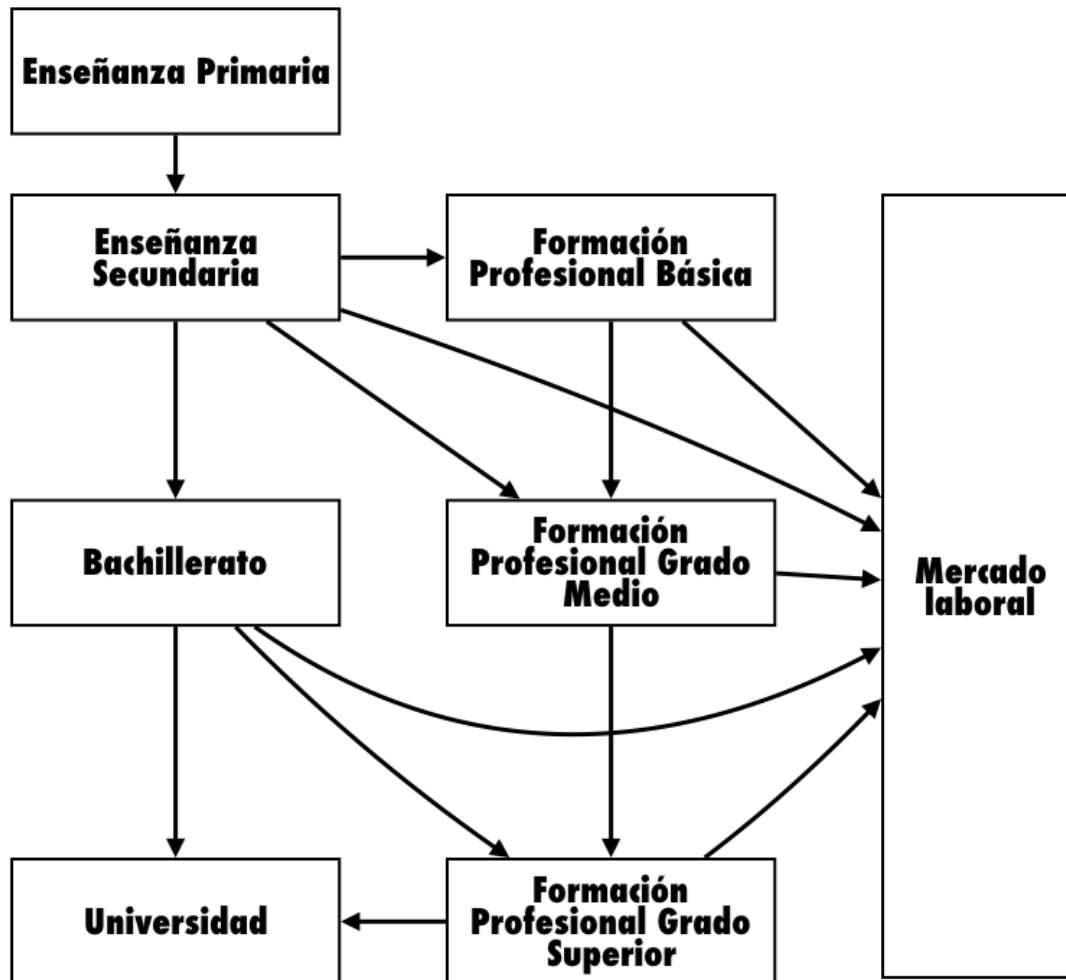 Enseñanza Primaria
Enseñanza
Secundaria
Formación
Profesional Básica
Bachillerato
Formación
Profesional Grado
Medio
Mercado
laboral
Universidad
Formación
Profesional Grado
Superior